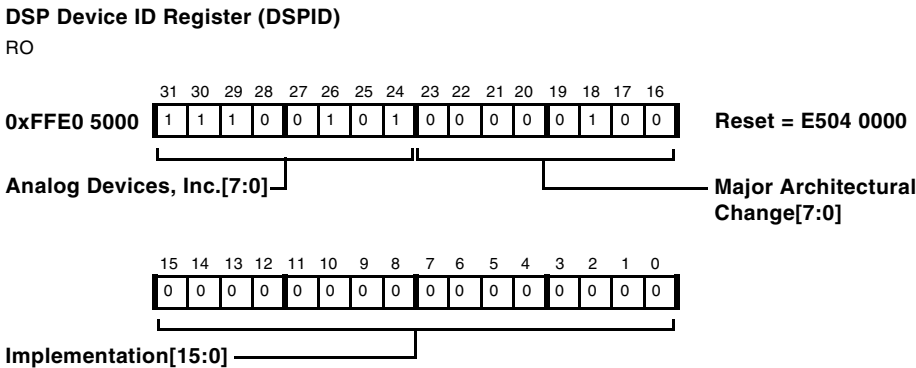 DSP Device ID Register (DSPID)
RO
31 30 29 28 27 26 25 24 23 22 21 20 19 18 17 16
0xFFE0 5000 1 1 1 0 0 1 0 1 0 0 0 0 0 1 0 0 Reset = E504 0000
Analog Devices, Inc.[7:0] Major Architectural
Change[7:0]
15 14 13 12 11 10 9 8 7 6 5 4 3 2 1 0
0 0 0 0 0 0 0 0 0 0 0 0 0 0 0 0
Implementation[15:0]